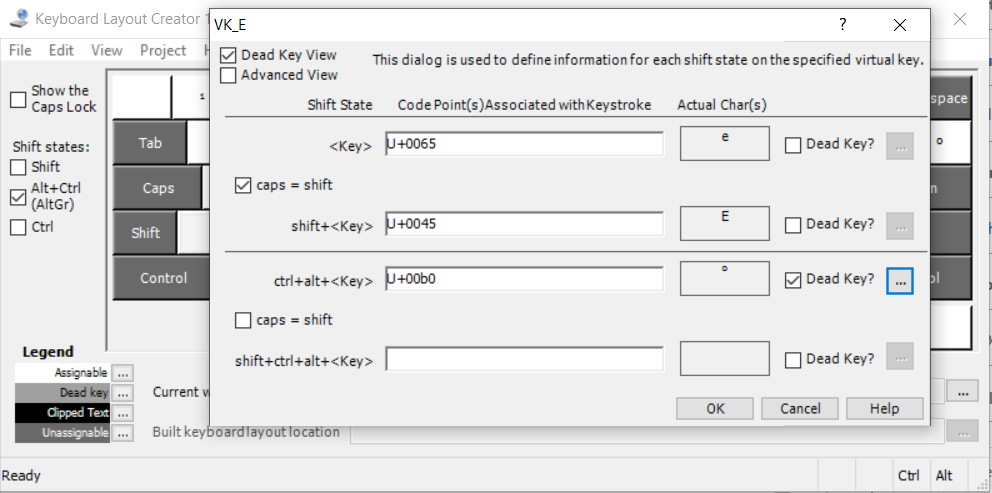 Keyboard Layout Creator 1
VK_E
File Edit View Project H
Dead Key View
Advanced View
This dialog is used to define information for each shift state on the specified virtual key.
Shift State Code Point(s) Associated with Keystroke Actual Char(s)
<Key> U+0065 e Dead Key? ...
caps = shift
shift+<Key> U+0045 E Dead Key? ...
ctrl+alt+<Key> U+00b0 ° Dead Key? ...
caps = shift
shift+ctrl+alt+<Key> Dead Key? ...
OK Cancel Help
Show the
Caps Lock
Shift states:
Shift
Alt+Ctrl
(AltGr)
Ctrl
1 space
Tab o
Caps n
Shift
Control ol
Legend
Assignable ...
Dead key ...
Clipped Text ...
Unassignable ...
Current w ...
Built keyboard layout location ...
Ready Ctrl Alt